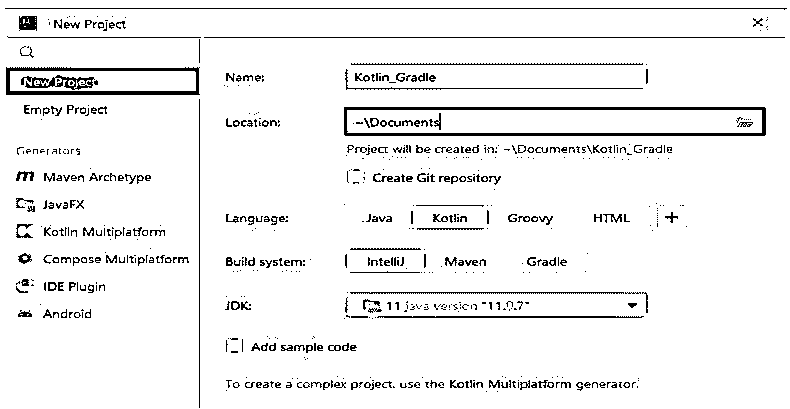 New Project
New Project
Empty Project
Generators
Maven Archetype
JavaFX
Kotlin Multiplatform
Compose Multiplatform
IDE Plugin
Android
Name: Kotlin_Gradle
Location: ~\Documents
Project will be created in: ~\Documents\Kotlin_Gradle
Create Git repository
Language: Java Kotlin Groovy HTML +
Build system: IntelliJ Maven Gradle
JDK: 11 java version "11.0.7"
Add sample code
To create a complex project, use the Kotlin Multiplatform generator.